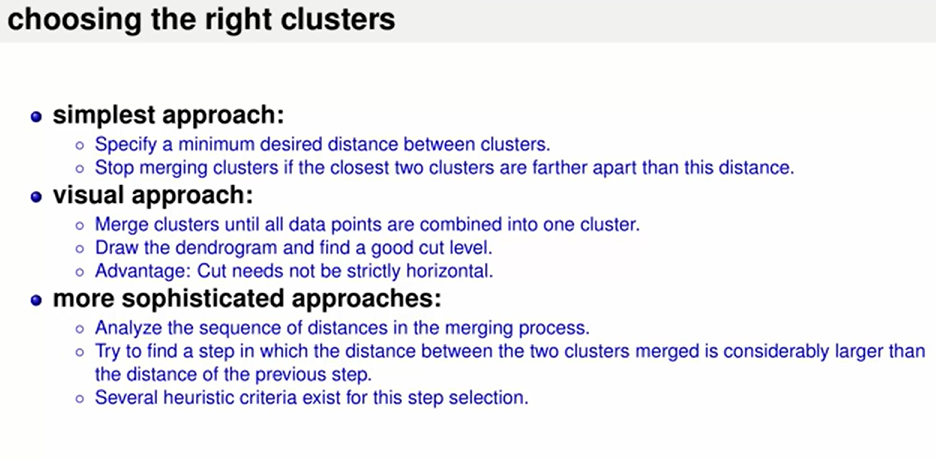 choosing the right clusters
simplest approach:
Specify a minimum desired distance between clusters.
Stop merging clusters if the closest two clusters are farther apart than this distance.
visual approach:
Merge clusters until all data points are combined into one cluster.
Draw the dendrogram and find a good cut level.
Advantage: Cut needs not be strictly horizontal.
more sophisticated approaches:
Analyze the sequence of distances in the merging process.
Try to find a step in which the distance between the two clusters merged is considerably larger than
the distance of the previous step.
Several heuristic criteria exist for this step selection.